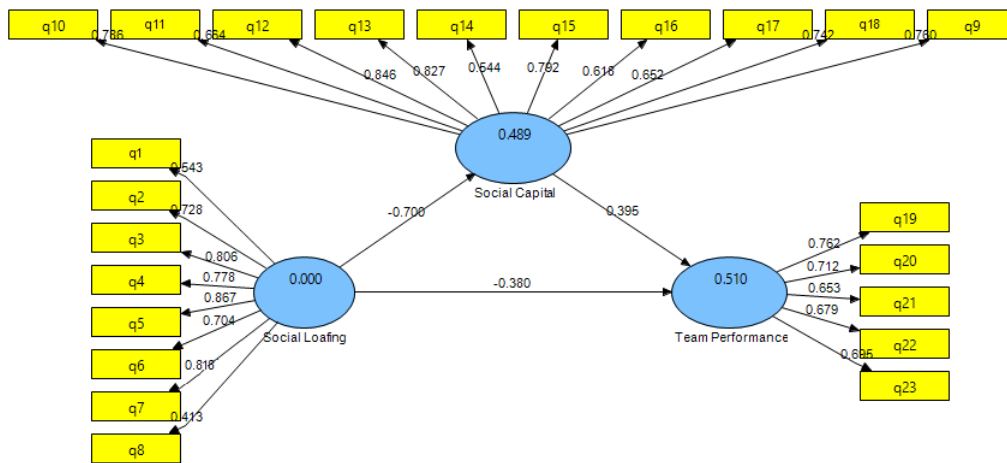 q10
q11
q12
q13
q14
q15
q16
q17
q18
q9
0.786
0.664
0.846
0.827
0.544
0.792
0.618
0.652
0.742
0.760
0.489
Social Capital
q1
q2
q3
q4
q5
q6
q7
q8
0.543
0.728
0.806
0.778
0.867
0.704
0.818
0.413
-0.700
0.395
0.000
Social Loafing
-0.380
0.510
Team Performance
q19
q20
q21
q22
q23
0.762
0.712
0.653
0.679
0.695